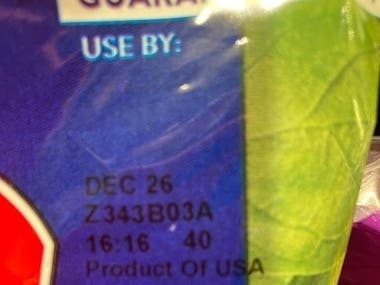 USE BY:
DEC 26
Z343B03A
16:16 40
Product Of USA